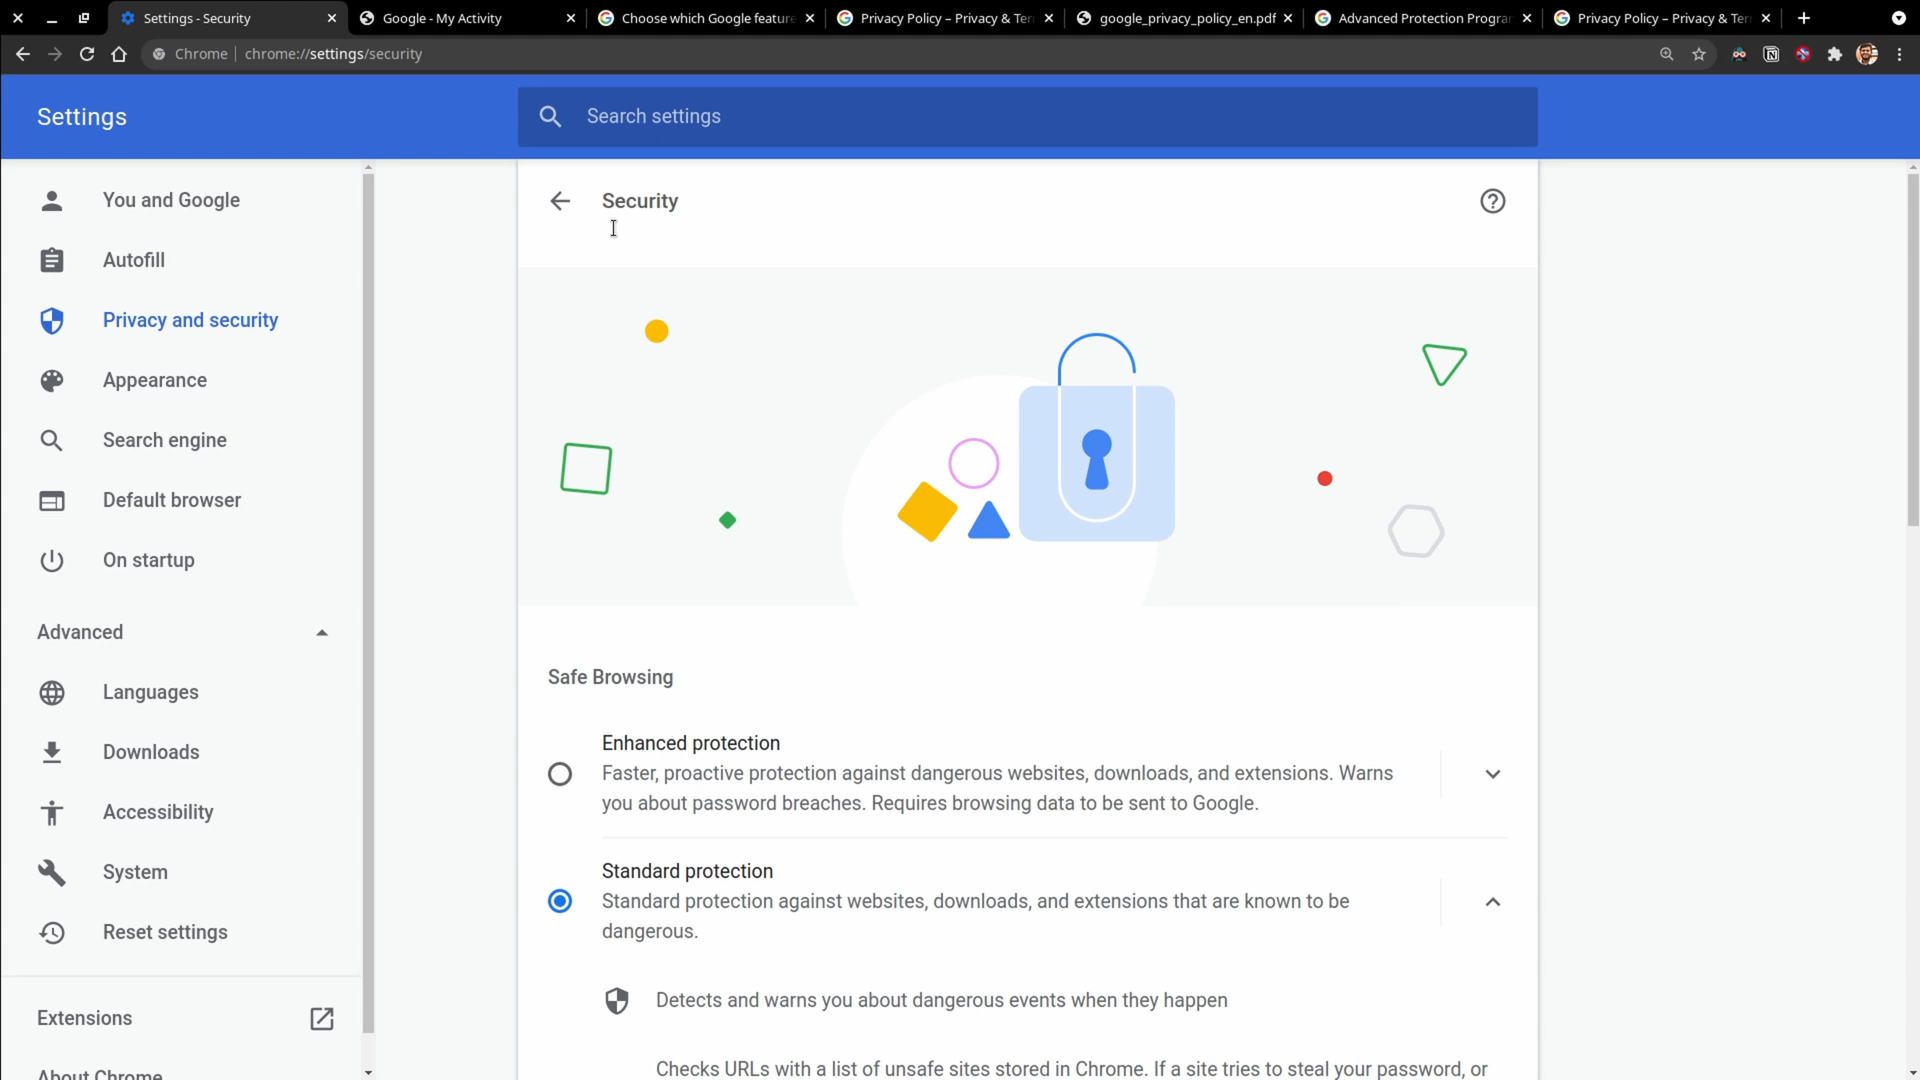 Settings - Security
Google - My Activity
Choose which Google feature
Privacy Policy – Privacy & Ter
google_privacy_policy_en.pdf
Advanced Protection Progra
Privacy Policy – Privacy & Ter
Chrome | chrome://settings/security
Settings
Search settings
You and Google
Autofill
Privacy and security
Appearance
Search engine
Default browser
On startup
Advanced
Languages
Downloads
Accessibility
System
Reset settings
Extensions
About Chrome
Security
Safe Browsing
Enhanced protection
Faster, proactive protection against dangerous websites, downloads, and extensions. Warns
you about password breaches. Requires browsing data to be sent to Google.
Standard protection
Standard protection against websites, downloads, and extensions that are known to be
dangerous.
Detects and warns you about dangerous events when they happen
Checks URLs with a list of unsafe sites stored in Chrome. If a site tries to steal your password, or